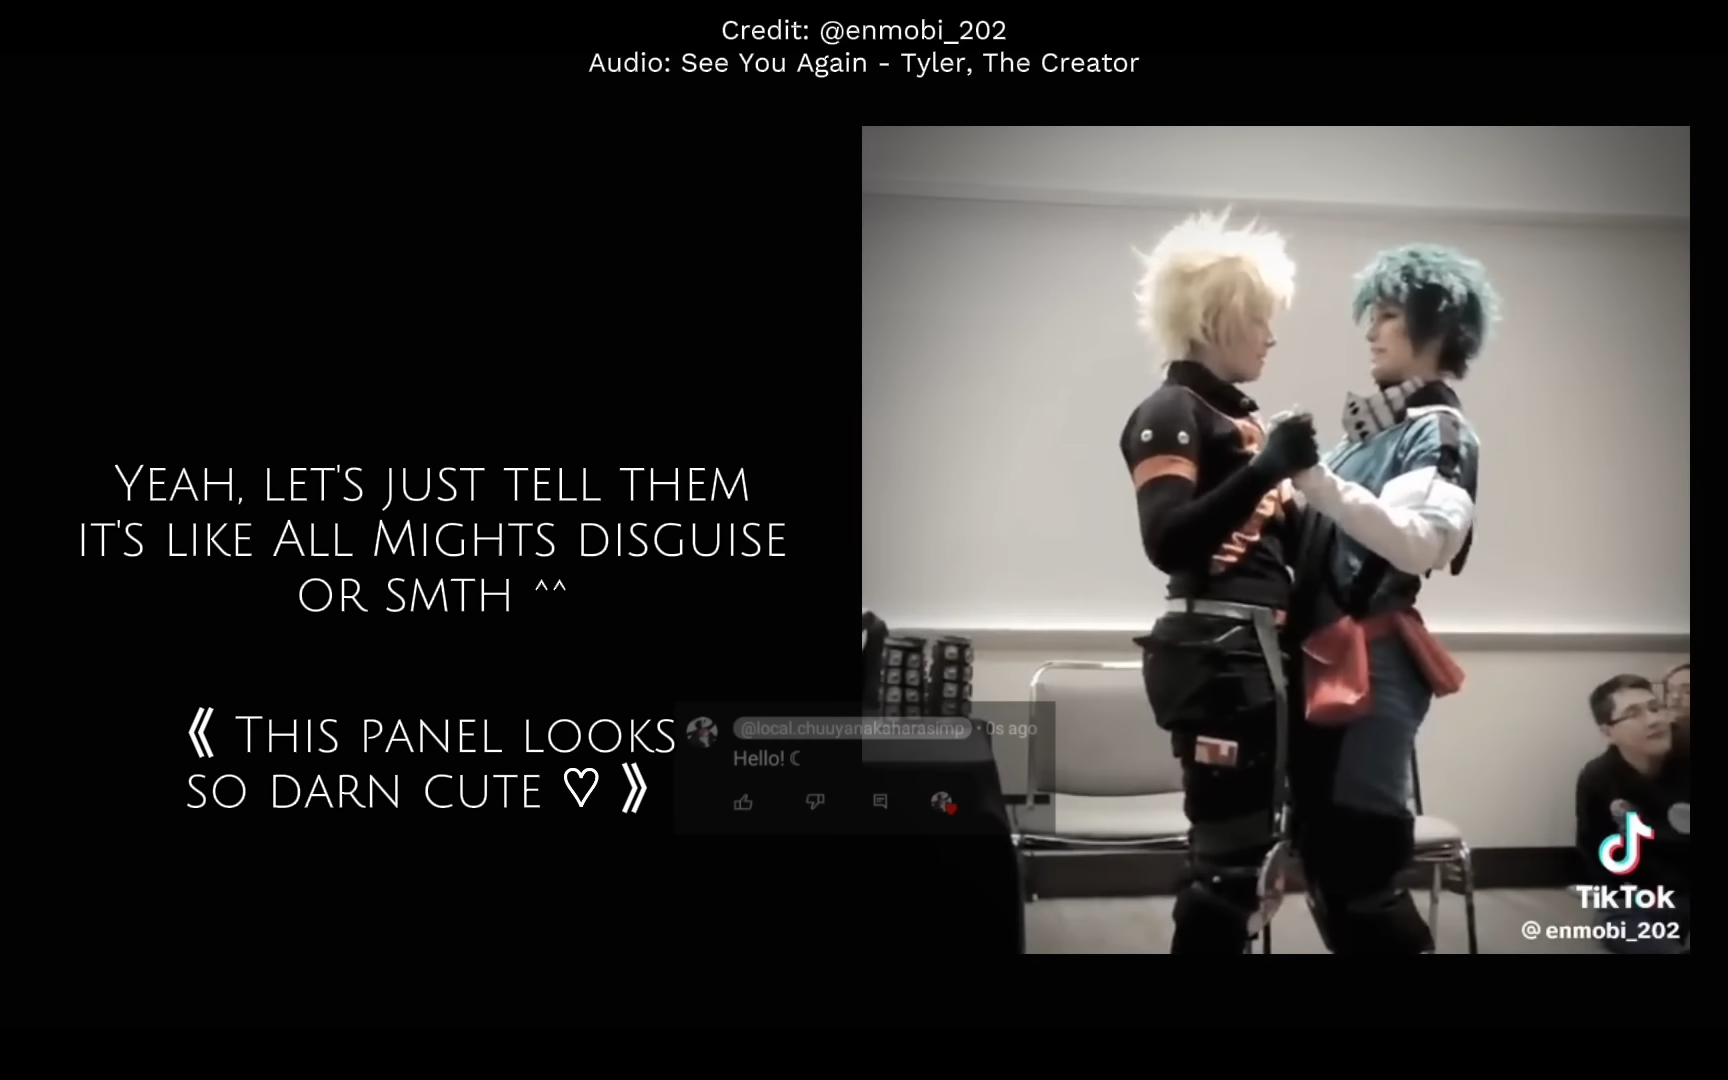 Credit: @enmobi_202
Audio: See You Again - Tyler, The Creator
Yeah, let's just tell them
it's like All Mights disguise
or smth ^^
《 This panel looks
so darn cute ♡ 》
@local.chuuyanakaharasimp • 0s ago
Hello! ☾
TikTok
@enmobi_202